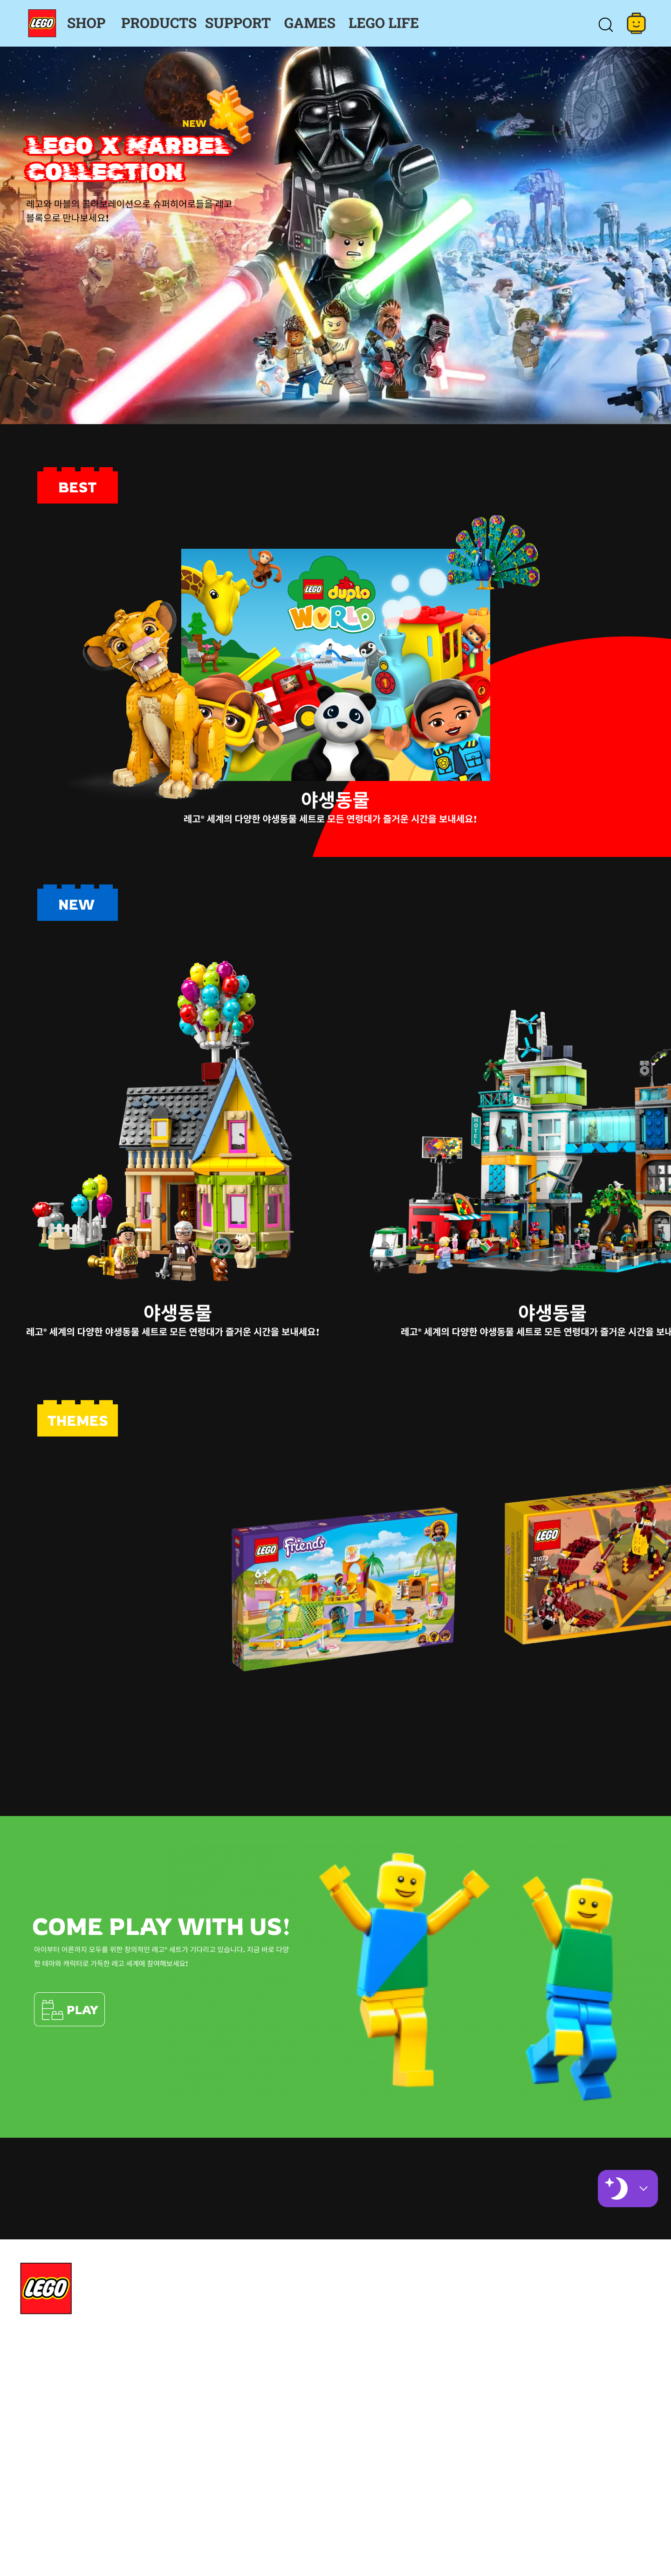 LEGO
SHOP PRODUCTS SUPPORT GAMES LEGO LIFE
NEW
LEGO X MARBEL
COLLECTION
레고와 마블의 콜라보레이션으로 슈퍼히어로들을 레고
블록으로 만나보세요!
BEST
LEGO duplo
WORLD
1
야생동물
레고® 세계의 다양한 야생동물 세트로 모든 연령대가 즐거운 시간을 보내세요!
NEW
HOTEL
야생동물
레고® 세계의 다양한 야생동물 세트로 모든 연령대가 즐거운 시간을 보내세요!
야생동물
레고® 세계의 다양한 야생동물 세트로 모든 연령대가 즐거운 시간을 보내
THEMES
LEGO Friends
6+
LEGO
31073
COME PLAY WITH US!
아이부터 어른까지 모두를 위한 창의적인 레고® 세트가 기다리고 있습니다. 지금 바로 다양
한 테마와 캐릭터로 가득한 레고 세계에 참여해보세요!
PLAY
LEGO